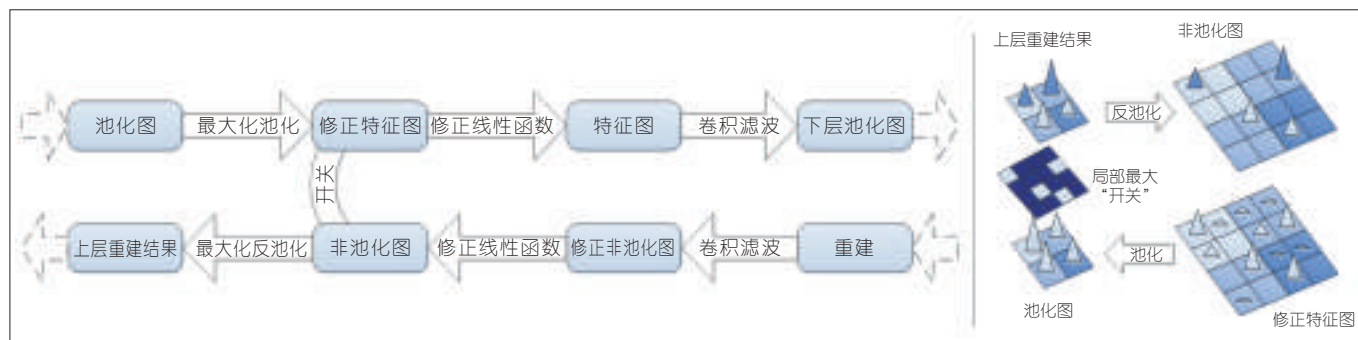 池化图
最大化池化
修正特征图
修正线性函数
特征图
卷积滤波
下层池化图
开关
上层重建结果
最大化反池化
非池化图
修正线性函数
修正非池化图
卷积滤波
重建
上层重建结果
非池化图
反池化
局部最大
“开关”
池化
池化图
修正特征图